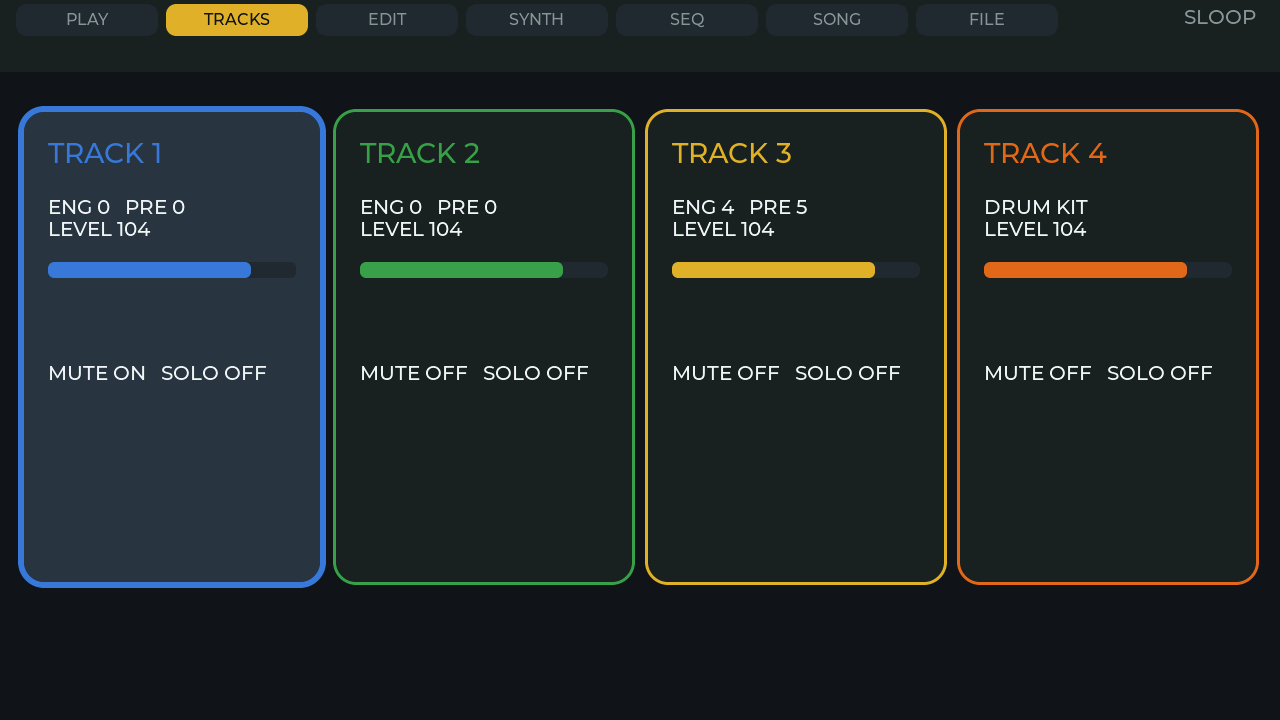 PLAY TRACKS EDIT SYNTH SEQ SONG FILE SLOOP
TRACK 1
ENG 0 PRE 0
LEVEL 104
MUTE ON SOLO OFF
TRACK 2
ENG 0 PRE 0
LEVEL 104
MUTE OFF SOLO OFF
TRACK 3
ENG 4 PRE 5
LEVEL 104
MUTE OFF SOLO OFF
TRACK 4
DRUM KIT
LEVEL 104
MUTE OFF SOLO OFF